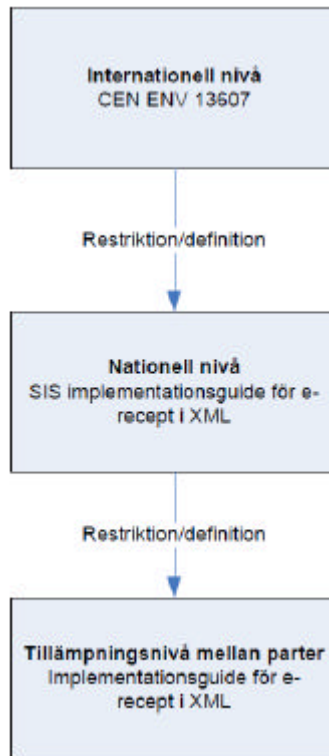 Internationell nivå
CEN ENV 13607
Restriktion/definition
Nationell nivå
SIS implementationsguide för e-
recept i XML
Restriktion/definition
Tillämpningsnivå mellan parter
Implementationsguide för e-
recept i XML